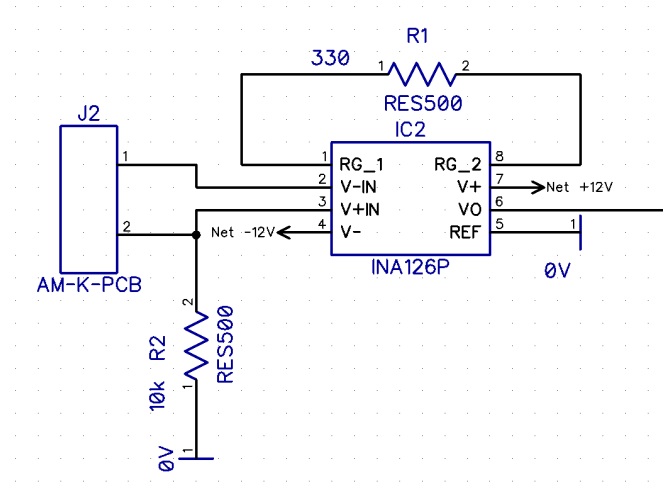 R1
330
1
2
RES500
J2
IC2
1
1
RG_1
RG_2
8
2
V-IN
V+
7
Net +12V
3
V+IN
VO
6
2
Net -12V
4
V-
REF
5
1
AM-K-PCB
INA126P
0V
2
R2
RES500
10k
1
0V
1